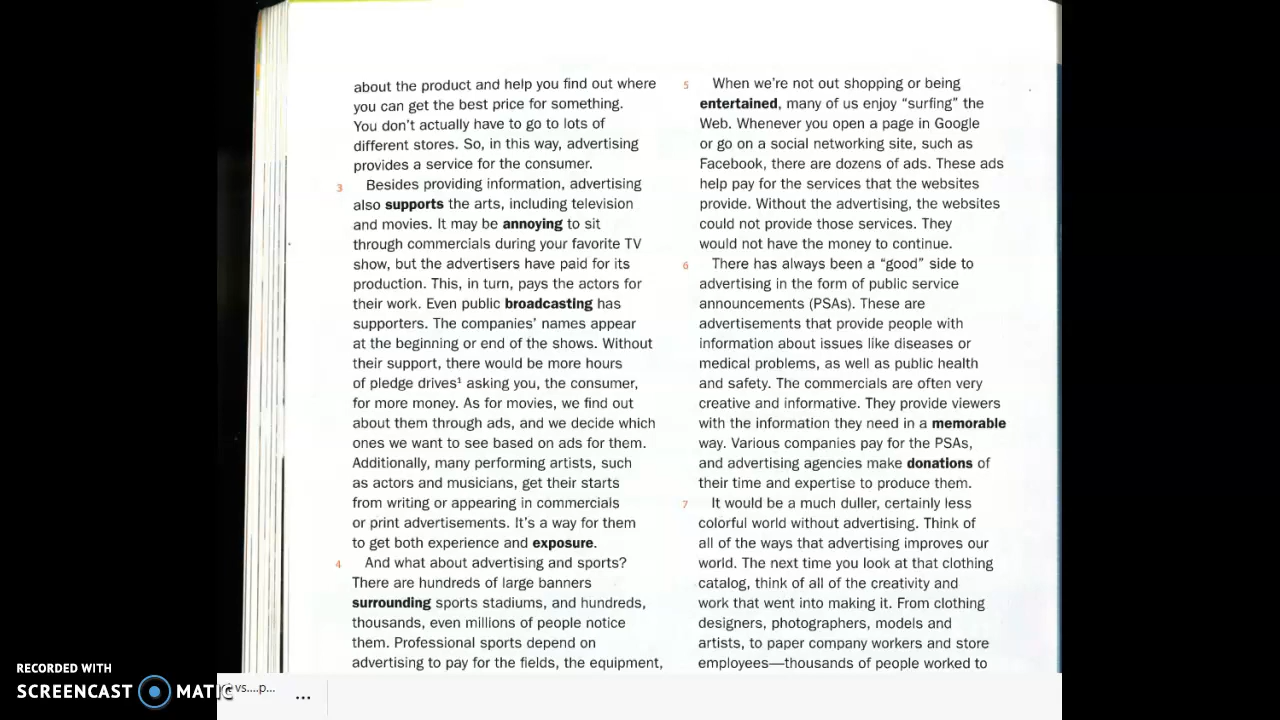 about the product and help you find out where
you can get the best price for something.
You don't actually have to go to lots of
different stores. So, in this way, advertising
provides a service for the consumer.
3 Besides providing information, advertising
also supports the arts, including television
and movies. It may be annoying to sit
through commercials during your favorite TV
show, but the advertisers have paid for its
production. This, in turn, pays the actors for
their work. Even public broadcasting has
supporters. The companies' names appear
at the beginning or end of the shows. Without
their support, there would be more hours
of pledge drives¹ asking you, the consumer,
for more money. As for movies, we find out
about them through ads, and we decide which
ones we want to see based on ads for them.
Additionally, many performing artists, such
as actors and musicians, get their starts
from writing or appearing in commercials
or print advertisements. It's a way for them
to get both experience and exposure.
4 And what about advertising and sports?
There are hundreds of large banners
surrounding sports stadiums, and hundreds,
thousands, even millions of people notice
them. Professional sports depend on
advertising to pay for the fields, the equipment,
5 When we're not out shopping or being
entertained, many of us enjoy “surfing” the
Web. Whenever you open a page in Google
or go on a social networking site, such as
Facebook, there are dozens of ads. These ads
help pay for the services that the websites
provide. Without the advertising, the websites
could not provide those services. They
would not have the money to continue.
6 There has always been a “good” side to
advertising in the form of public service
announcements (PSAs). These are
advertisements that provide people with
information about issues like diseases or
medical problems, as well as public health
and safety. The commercials are often very
creative and informative. They provide viewers
with the information they need in a memorable
way. Various companies pay for the PSAs,
and advertising agencies make donations of
their time and expertise to produce them.
7 It would be a much duller, certainly less
colorful world without advertising. Think of
all of the ways that advertising improves our
world. The next time you look at that clothing
catalog, think of all of the creativity and
work that went into making it. From clothing
designers, photographers, models and
artists, to paper company workers and store
employees—thousands of people worked to
RECORDED WITH
SCREENCAST MATIC
vs....p...
...